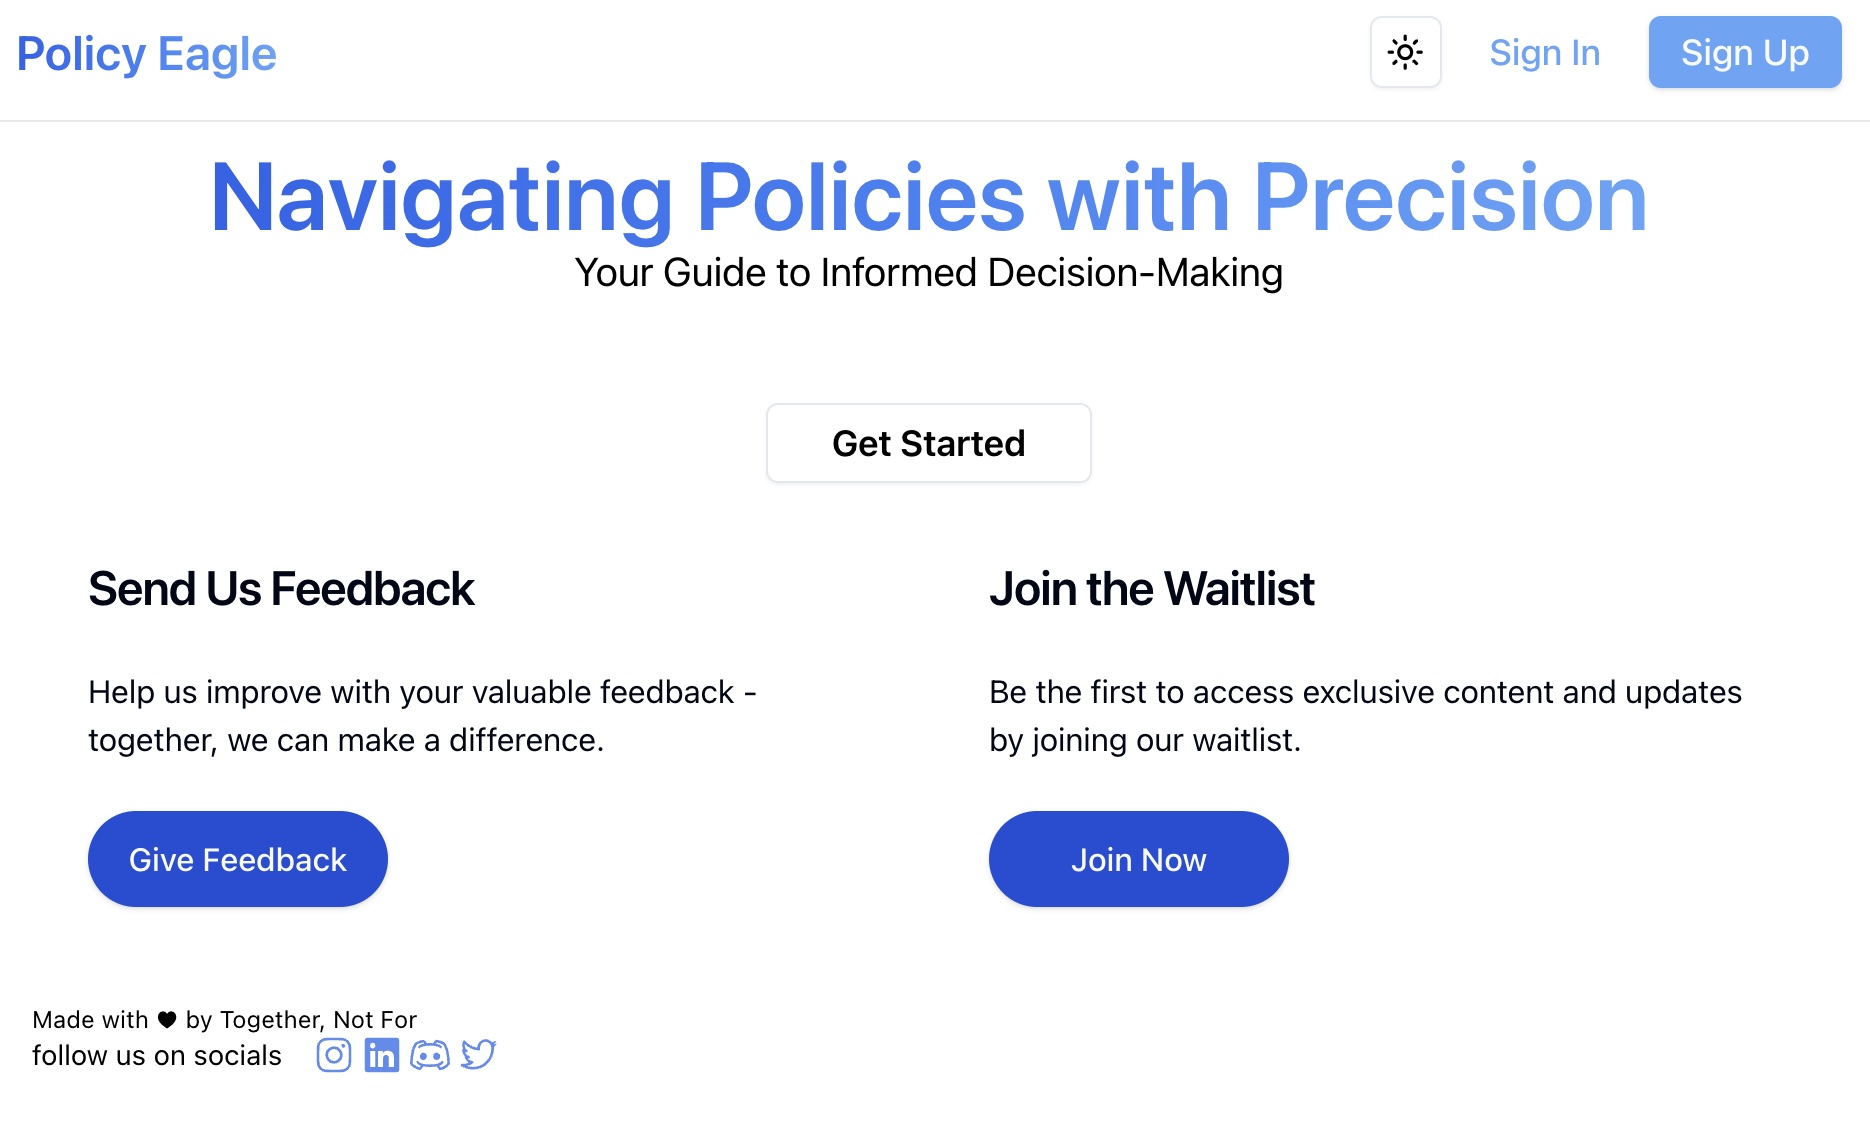 Policy Eagle
Sign In
Sign Up
Navigating Policies with Precision
Your Guide to Informed Decision-Making
Get Started
Send Us Feedback
Help us improve with your valuable feedback -
together, we can make a difference.
Give Feedback
Join the Waitlist
Be the first to access exclusive content and updates
by joining our waitlist.
Join Now
Made with ♥ by Together, Not For
follow us on socials